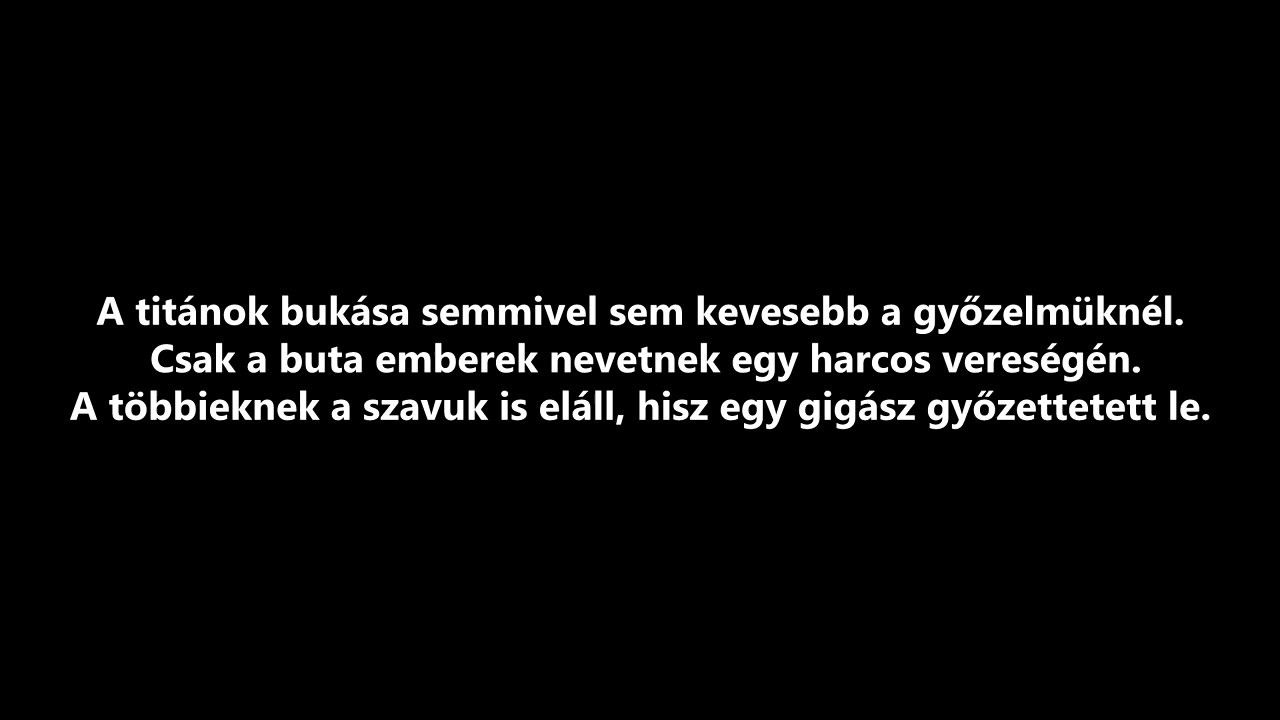 A titánok bukása semmivel sem kevesebb a győzelmüknél.
Csak a buta emberek nevetnek egy harcos vereségén.
A többieknek a szavuk is eláll, hisz egy gigász győzettetett le.